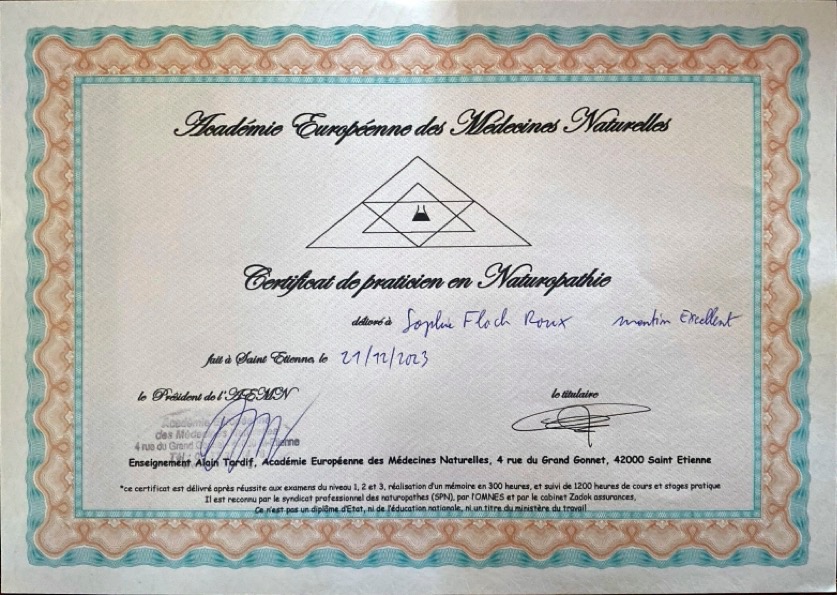 Académie Européenne des Médecines Naturelles
Certificat de praticien en Naturopathie
délivré à Sophie Floch Roux mention Excellent
fait à Saint Etienne, le 21/12/2023
le Président de l'AEMN
le titulaire
Académie
des Méde
4 rue du Grand
enne
Enseignement Alain Tardif, Académie Européenne des Médecines Naturelles, 4 rue du Grand Gonnet, 42000 Saint Etienne
*ce certificat est délivré après réussite aux examens du niveau 1, 2 et 3, réalisation d'un mémoire en 300 heures, et suivi de 1200 heures de cours et stages pratique
Il est reconnu par le syndicat professionnel des naturopathes (SPN), par l'OMNES et par le cabinet Zadok assurances,
Ce n'est pas un diplôme d'Etat, ni de l'éducation nationale, ni un titre du ministère du travail